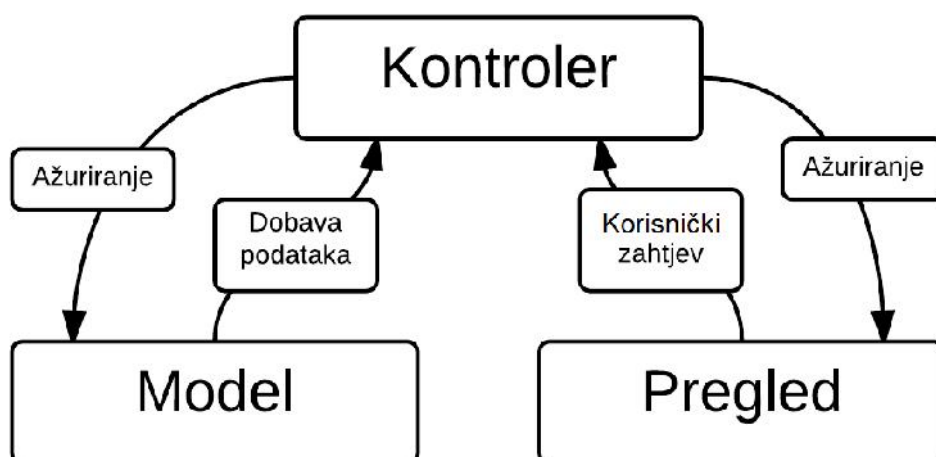 Kontroler
Ažuriranje
Ažuriranje
Dobava
podataka
Korisnički
zahtjev
Model
Pregled